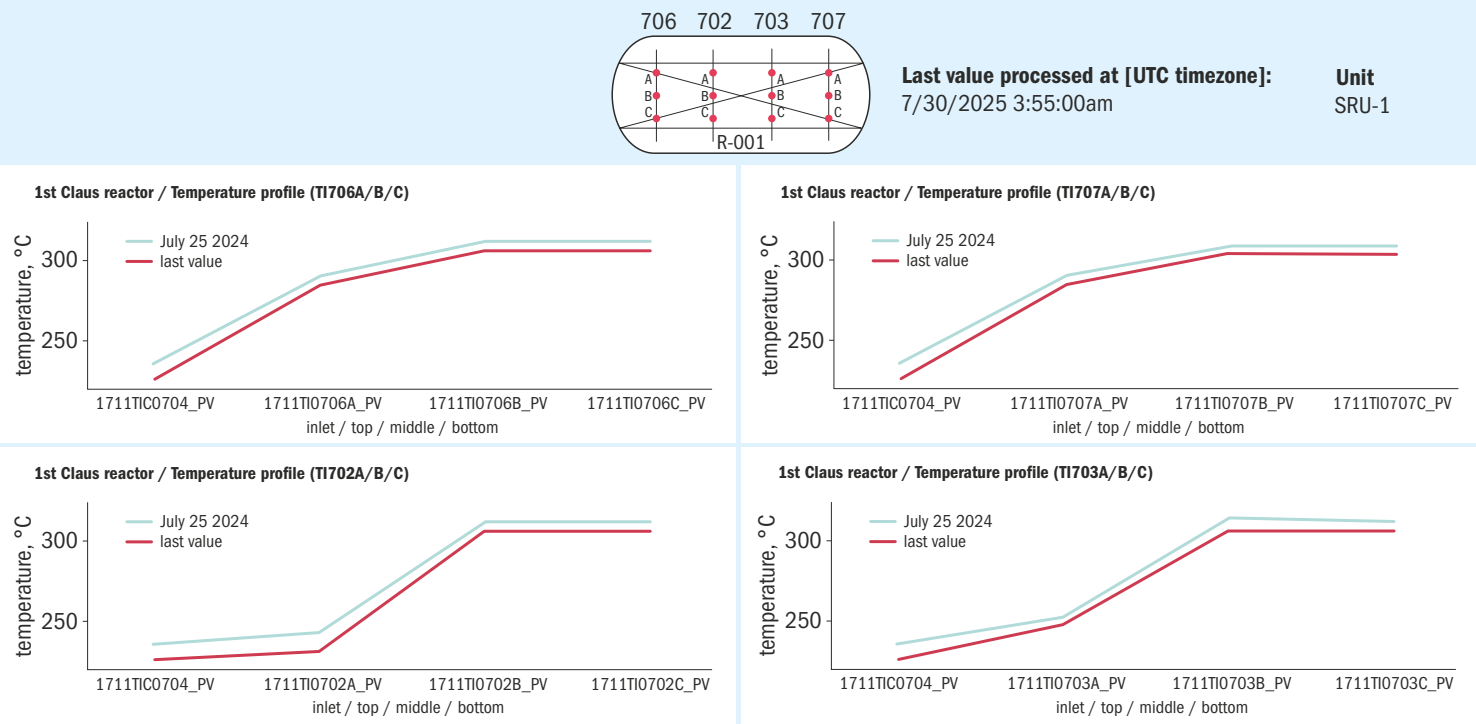 706 702 703 707
A A A A
B B B B
C C C C
R-001
Last value processed at [UTC timezone]:
7/30/2025 3:55:00am
Unit
SRU-1
1st Claus reactor / Temperature profile (TI706A/B/C)
temperature, °C
300
250
July 25 2024
last value
1711TIC0704_PV 1711TI0706A_PV 1711TI0706B_PV 1711TI0706C_PV
inlet / top / middle / bottom
1st Claus reactor / Temperature profile (TI707A/B/C)
temperature, °C
300
250
July 25 2024
last value
1711TIC0704_PV 1711TI0707A_PV 1711TI0707B_PV 1711TI0707C_PV
inlet / top / middle / bottom
1st Claus reactor / Temperature profile (TI702A/B/C)
temperature, °C
300
250
July 25 2024
last value
1711TIC0704_PV 1711TI0702A_PV 1711TI0702B_PV 1711TI0702C_PV
inlet / top / middle / bottom
1st Claus reactor / Temperature profile (TI703A/B/C)
temperature, °C
300
250
July 25 2024
last value
1711TIC0704_PV 1711TI0703A_PV 1711TI0703B_PV 1711TI0703C_PV
inlet / top / middle / bottom